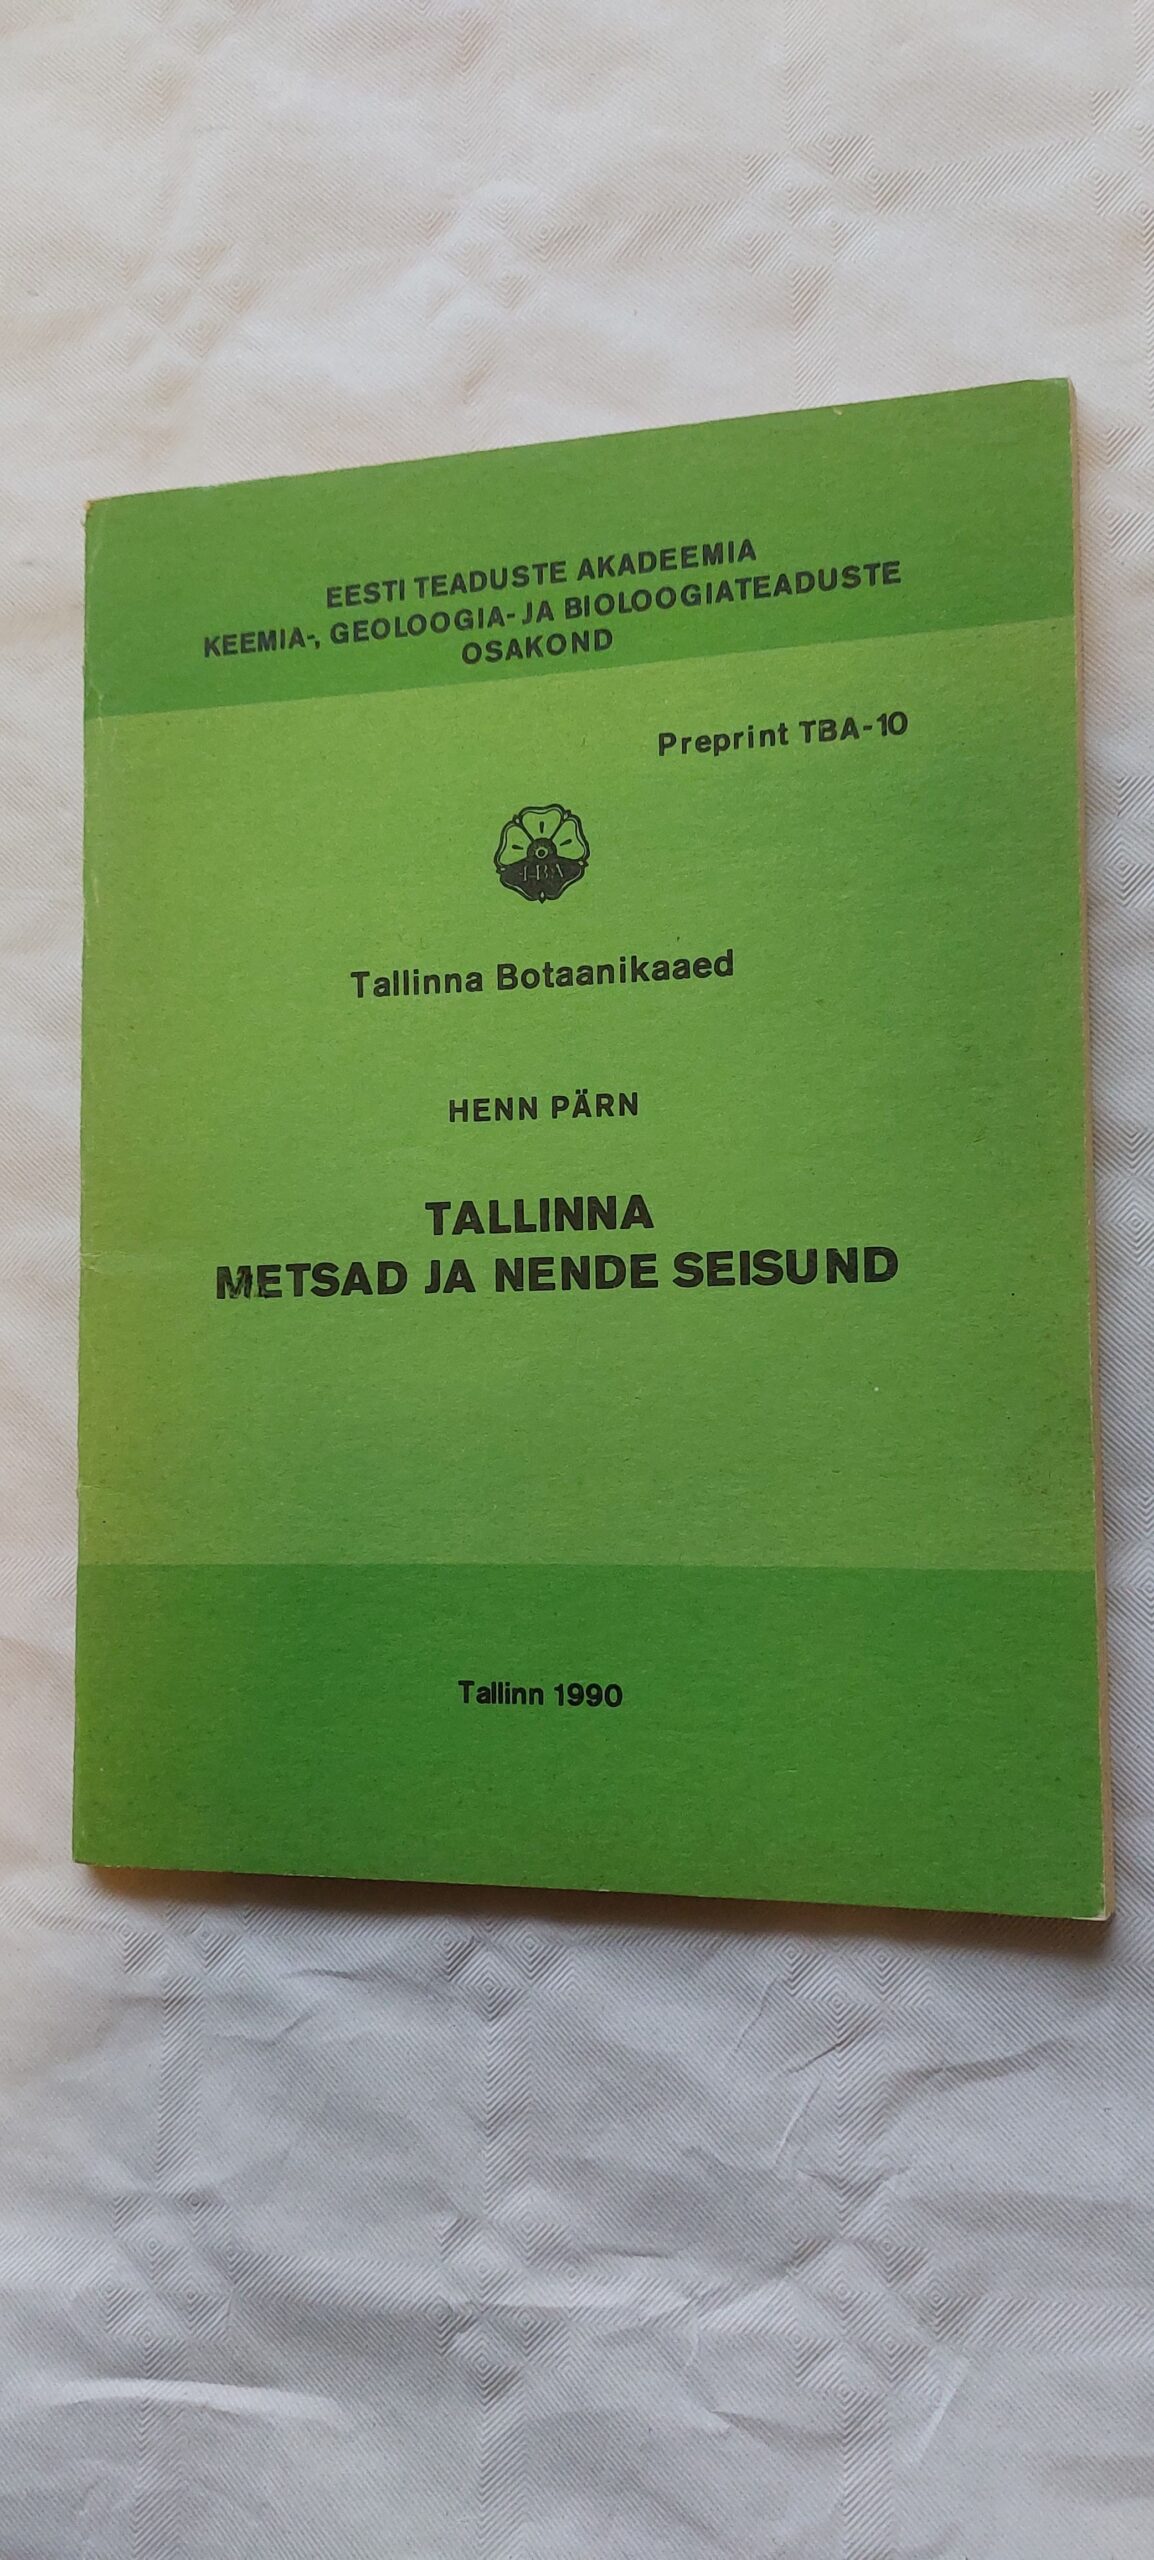 EESTI TEADUSTE AKADEEMIA
KEEMIA-, GEOLOOGIA- JA BIOLOOGIATEADUSTE
OSAKOND
Preprint TBA-10
TBA
Tallinna Botaanikaaed
HENN PÄRN
TALLINNA
METSAD JA NENDE SEISUND
Tallinn 1990